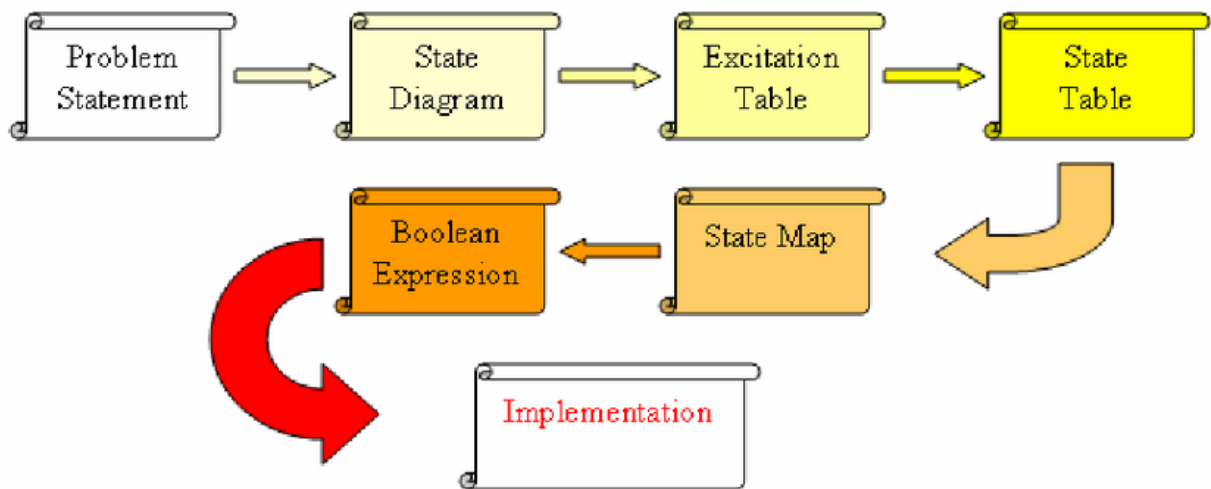 Problem
Statement
State
Diagram
Excitation
Table
State
Table
Boolean
Expression
State Map
Implementation